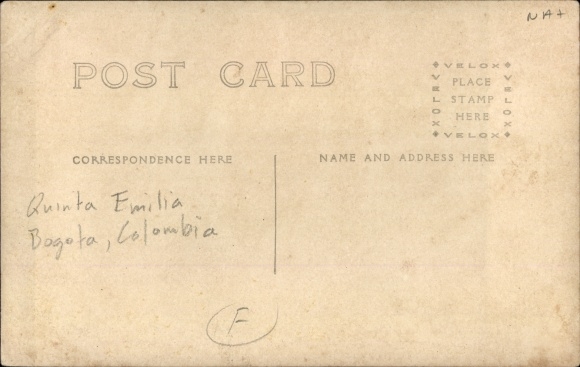 NA7
POST CARD
VELOX
VELOX
PLACE
STAMP
HERE
VELOX
VELOX
CORRESPONDENCE HERE
NAME AND ADDRESS HERE
Quinta Emilia
Bogota, Colombia
F